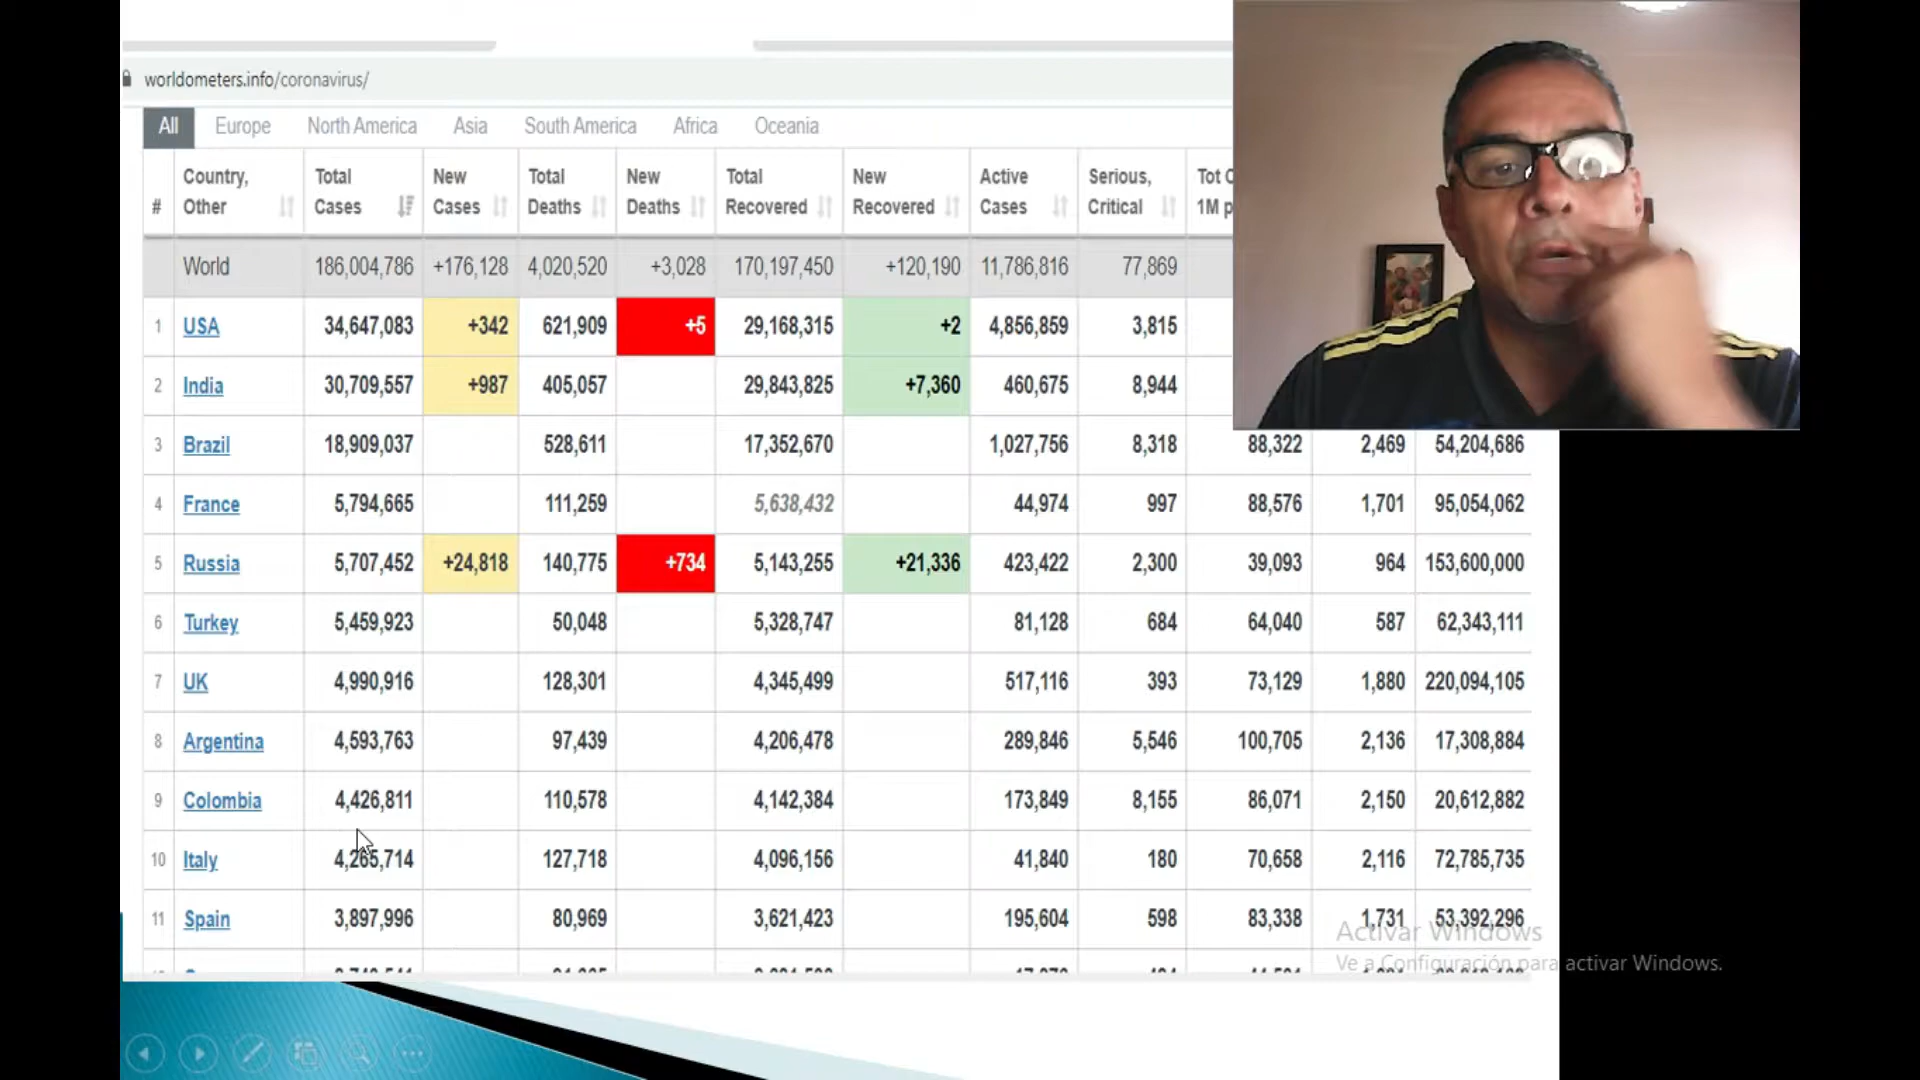 worldometers.info/coronavirus/
All Europe North America Asia South America Africa Oceania
# Country, Other Total Cases New Cases Total Deaths New Deaths Total Recovered New Recovered Active Cases Serious, Critical Tot 1M
World 186,004,786 +176,128 4,020,520 +3,028 170,197,450 +120,190 11,786,816 77,869
1 USA 34,647,083 +342 621,909 +5 29,168,315 +2 4,856,859 3,815
2 India 30,709,557 +987 405,057 29,843,825 +7,360 460,675 8,944
3 Brazil 18,909,037 528,611 17,352,670 1,027,756 8,318 88,322 2,469 54,204,686
4 France 5,794,665 111,259 5,638,432 44,974 997 88,576 1,701 95,054,062
5 Russia 5,707,452 +24,818 140,775 +734 5,143,255 +21,336 423,422 2,300 39,093 964 153,600,000
6 Turkey 5,459,923 50,048 5,328,747 81,128 684 64,040 587 62,343,111
7 UK 4,990,916 128,301 4,345,499 517,116 393 73,129 1,880 220,094,105
8 Argentina 4,593,763 97,439 4,206,478 289,846 5,546 100,705 2,136 17,308,884
9 Colombia 4,426,811 110,578 4,142,384 173,849 8,155 86,071 2,150 20,612,882
10 Italy 4,265,714 127,718 4,096,156 41,840 180 70,658 2,116 72,785,735
11 Spain 3,897,996 80,969 3,621,423 195,604 598 83,338 1,731 53,392,296
Activar Windows
Ve a Configuración para activar Windows.